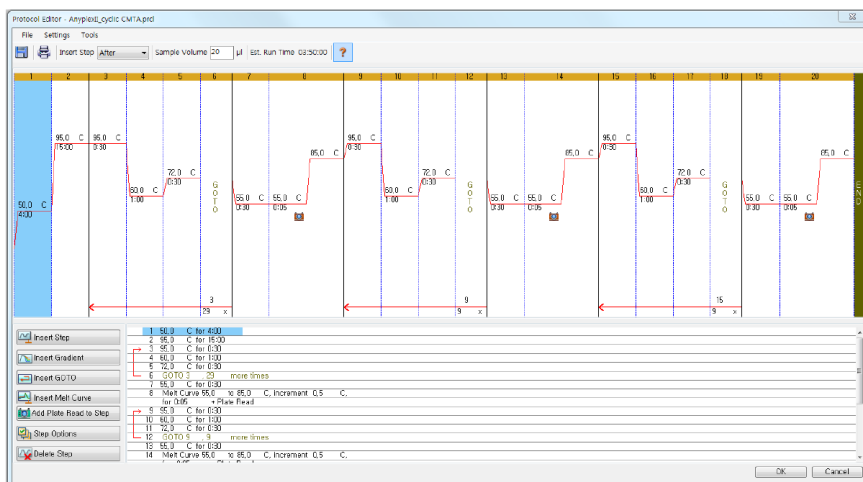 Protocol Editor - AnyplexII_cyclic CMTA.prcl
File Settings Tools
Insert Step After Sample Volume 20 µl Est. Run Time 03:50:00 ?
1 2 3 4 5 6 7 8 9 10 11 12 13 14 15 16 17 18 19 20
95,0 C 95,0 C 95,0 C 95,0 C
15:00 0:30 0:30 0:30
85,0 C 85,0 C 85,0 C
72,0 C 72,0 C 72,0 C
0:30 0:30 0:30
60,0 C 60,0 C 60,0 C
1:00 1:00 1:00
GOTO GOTO GOTO END
50,0 C 55,0 C 55,0 C 55,0 C 55,0 C 55,0 C 55,0 C
4:00 0:30 0:05 0:30 0:05 0:30 0:05
3 9 15
29 x 9 x 9 x
Insert Step
Insert Gradient
Insert GOTO
Insert Melt Curve
Add Plate Read to Step
Step Options
Delete Step
1 50,0 C for 4:00
2 95,0 C for 15:00
3 95,0 C for 0:30
4 60,0 C for 1:00
5 72,0 C for 0:30
6 GOTO 3 , 29 more times
7 55,0 C for 0:30
8 Melt Curve 55,0 to 85,0 C, Increment 0,5 C,
for 0:05 + Plate Read
9 95,0 C for 0:30
10 60,0 C for 1:00
11 72,0 C for 0:30
12 GOTO 9 , 9 more times
13 55,0 C for 0:30
14 Melt Curve 55,0 to 85,0 C, Increment 0,5 C,
for 0:05 + Plate Read
OK Cancel